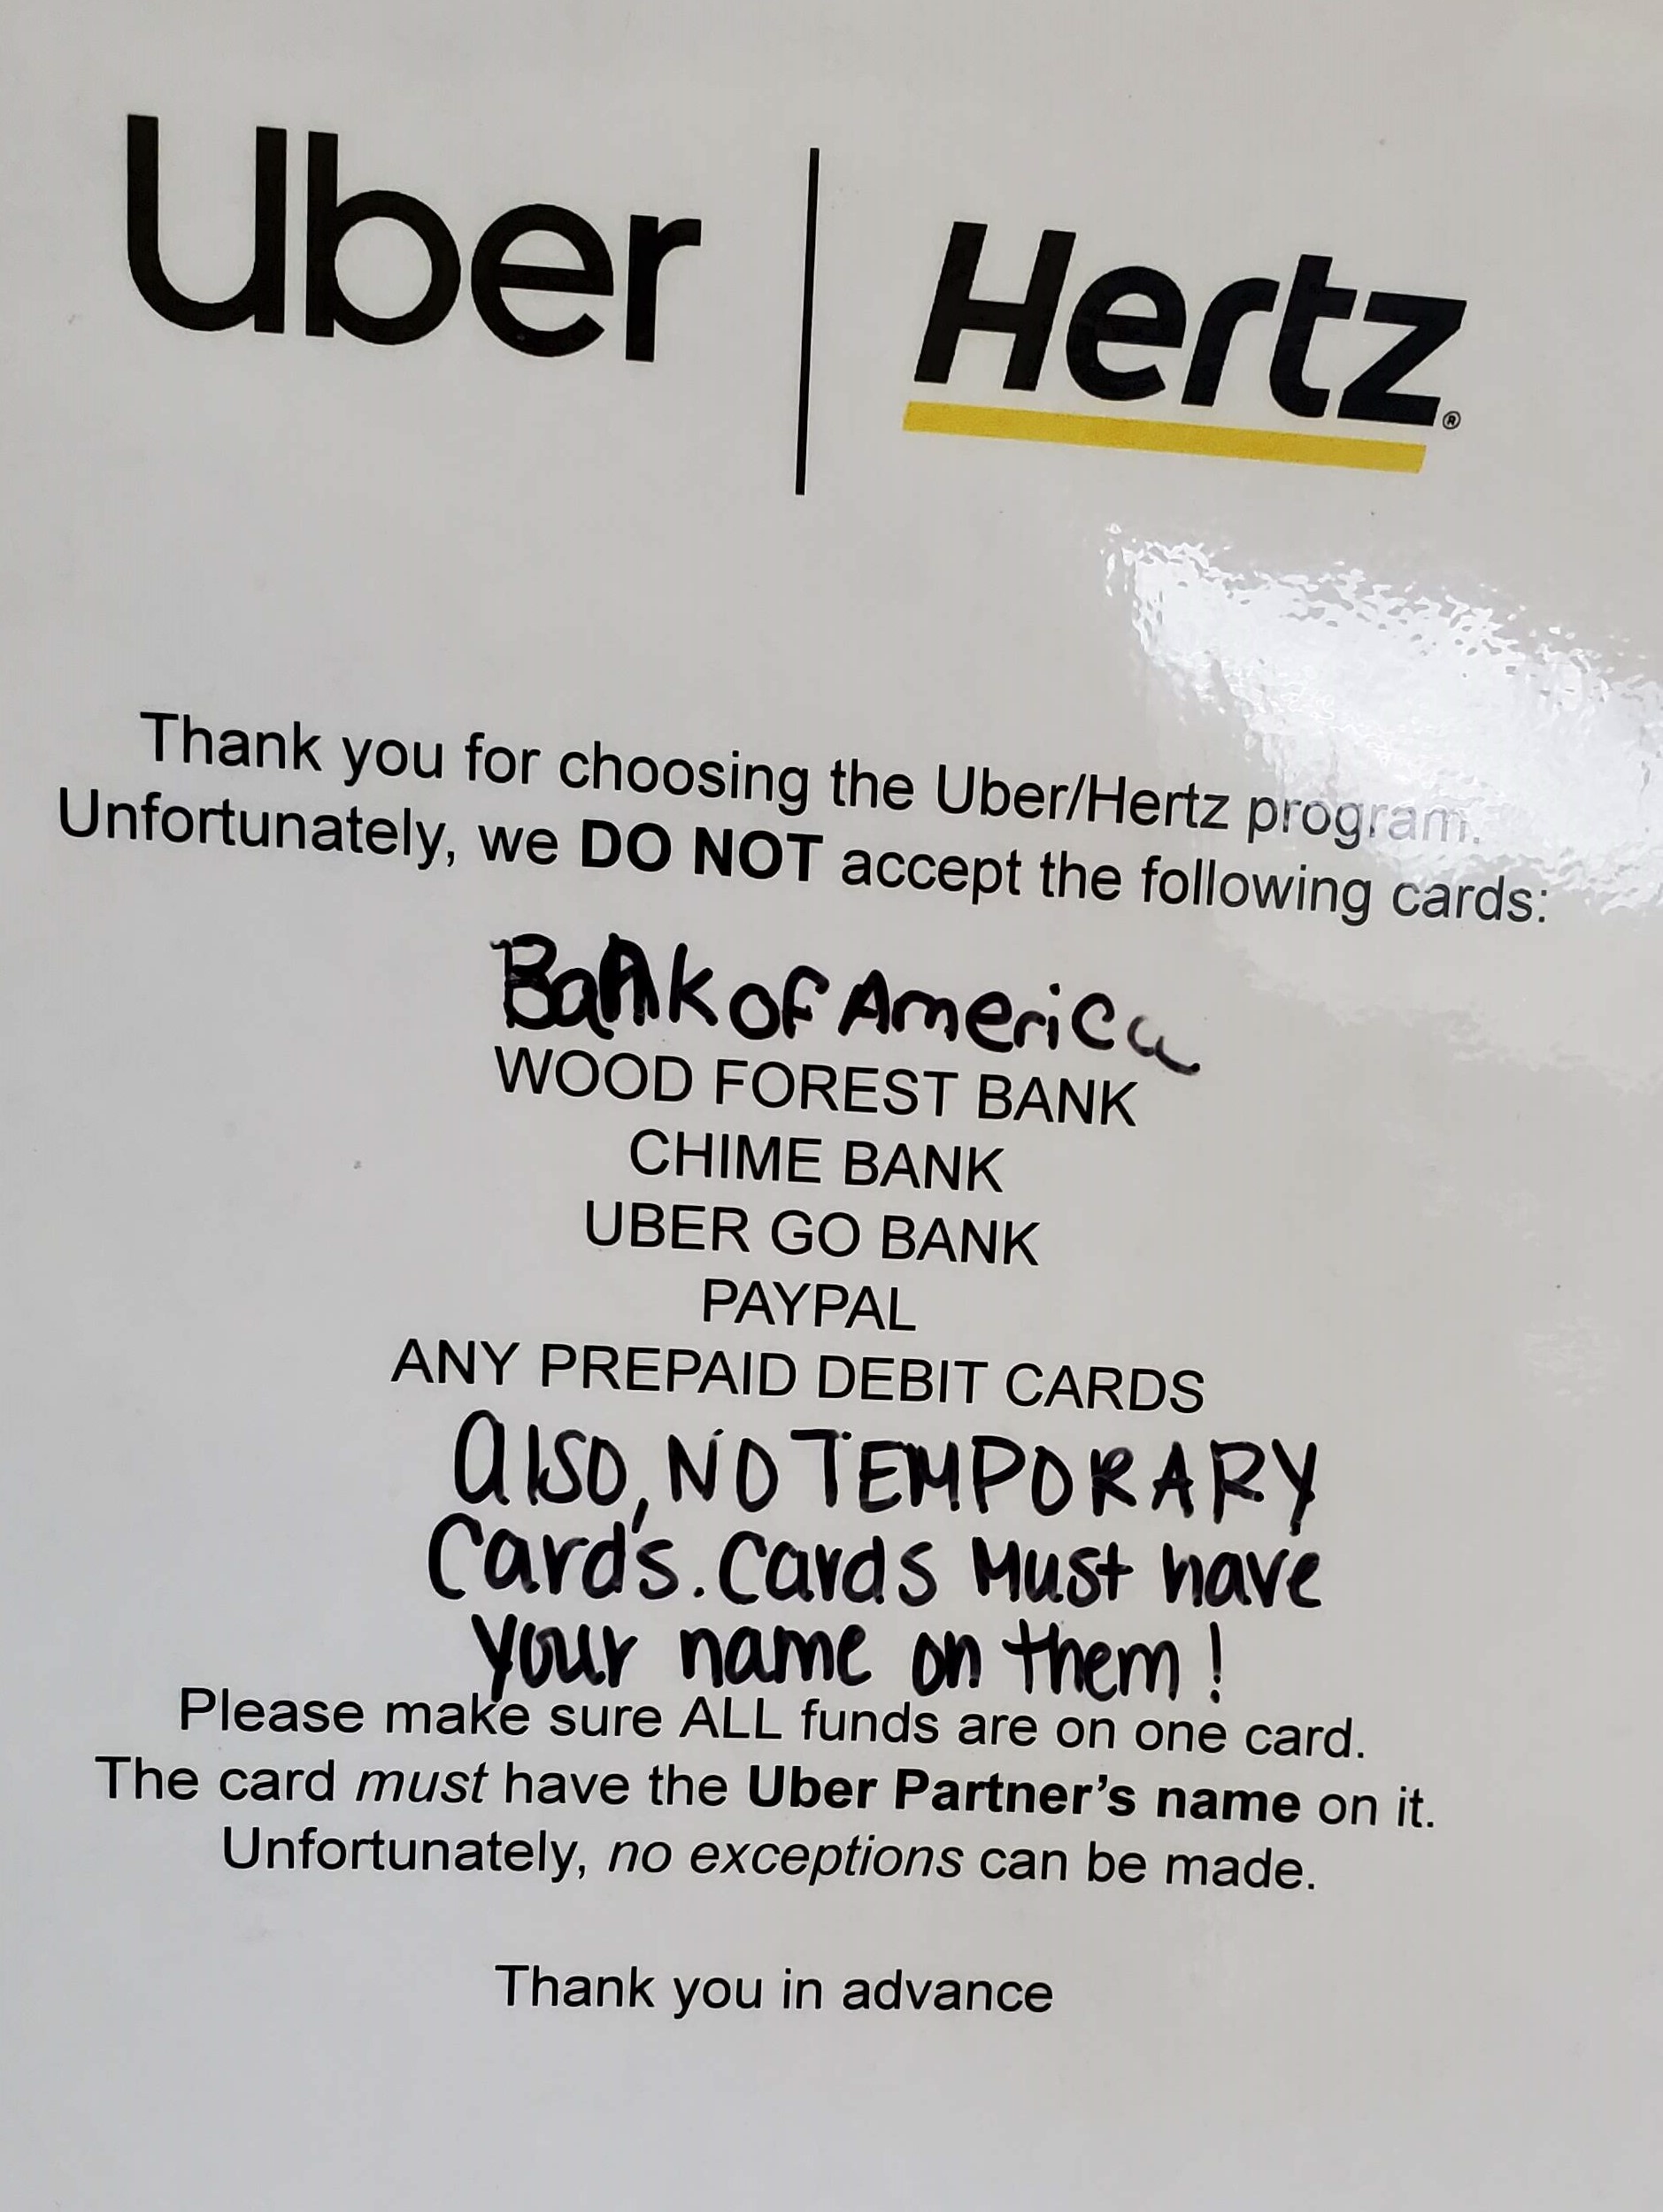 Uber | Hertz®
Thank you for choosing the Uber/Hertz program.
Unfortunately, we DO NOT accept the following cards:
Bank of America
WOOD FOREST BANK
CHIME BANK
UBER GO BANK
PAYPAL
ANY PREPAID DEBIT CARDS
Also, NO TEMPORARY
Card's. Cards Must have
your name on them!
Please make sure ALL funds are on one card.
The card must have the Uber Partner's name on it.
Unfortunately, no exceptions can be made.
Thank you in advance